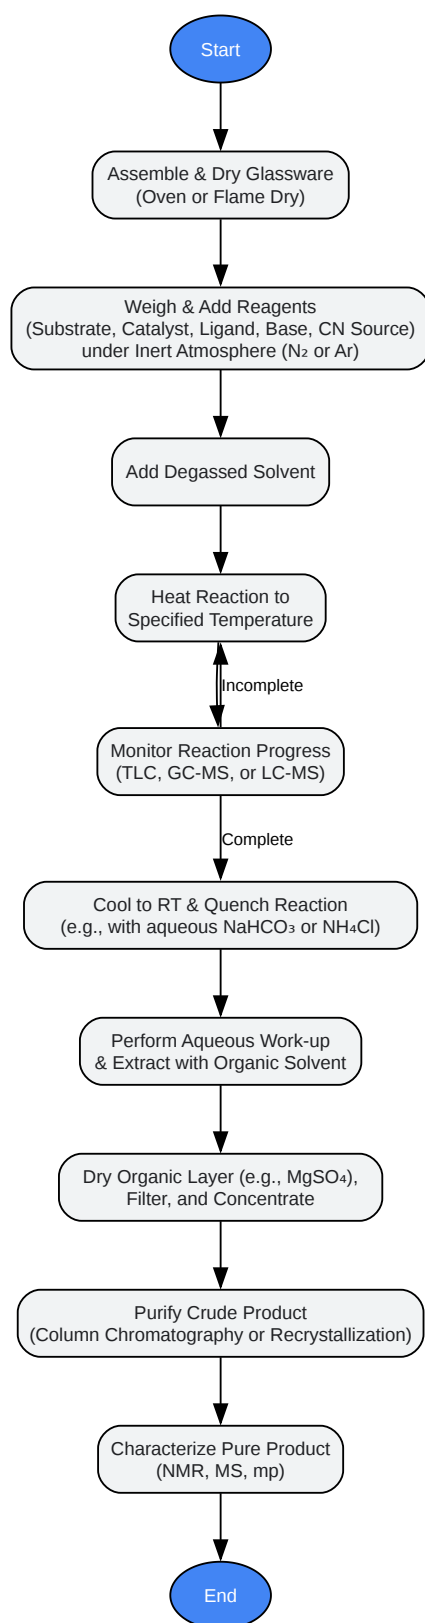 Start
Assemble & Dry Glassware
(Oven or Flame Dry)
Weigh & Add Reagents
(Substrate, Catalyst, Ligand, Base, CN Source)
under Inert Atmosphere (N₂ or Ar)
Add Degassed Solvent
Heat Reaction to
Specified Temperature
Incomplete
Monitor Reaction Progress
(TLC, GC-MS, or LC-MS)
Complete
Cool to RT & Quench Reaction
(e.g., with aqueous NaHCO₃ or NH₄Cl)
Perform Aqueous Work-up
& Extract with Organic Solvent
Dry Organic Layer (e.g., MgSO₄),
Filter, and Concentrate
Purify Crude Product
(Column Chromatography or Recrystallization)
Characterize Pure Product
(NMR, MS, mp)
End